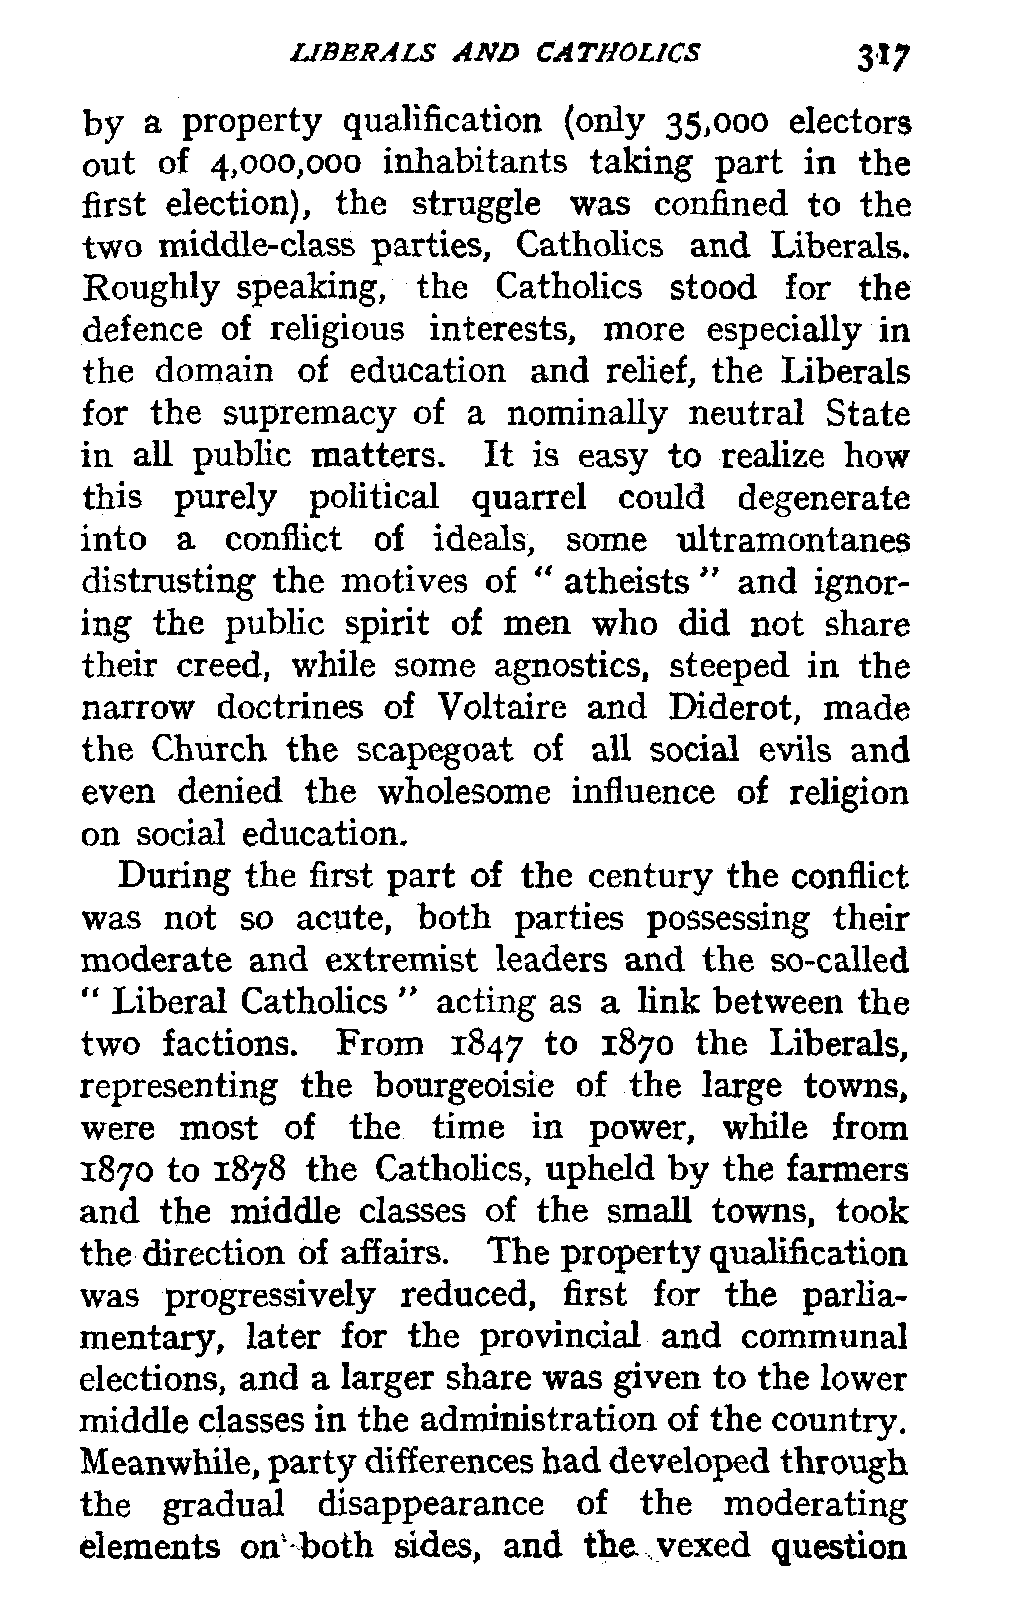 LIBERALS AND CATHOLICS 317
by a property qualification (only 35,000 electors
out of 4,000,000 inhabitants taking part in the
first election), the struggle was confined to the
two middle-class parties, Catholics and Liberals.
Roughly speaking, the Catholics stood for the
defence of religious interests, more especially in
the domain of education and relief, the Liberals
for the supremacy of a nominally neutral State
in all public matters. It is easy to realize how
this purely political quarrel could degenerate
into a conflict of ideals, some ultramontanes
distrusting the motives of “ atheists ” and ignor-
ing the public spirit of men who did not share
their creed, while some agnostics, steeped in the
narrow doctrines of Voltaire and Diderot, made
the Church the scapegoat of all social evils and
even denied the wholesome influence of religion
on social education.
During the first part of the century the conflict
was not so acute, both parties possessing their
moderate and extremist leaders and the so-called
“ Liberal Catholics ” acting as a link between the
two factions. From 1847 to 1870 the Liberals,
representing the bourgeoisie of the large towns,
were most of the time in power, while from
1870 to 1878 the Catholics, upheld by the farmers
and the middle classes of the small towns, took
the direction of affairs. The property qualification
was progressively reduced, first for the parlia-
mentary, later for the provincial and communal
elections, and a larger share was given to the lower
middle classes in the administration of the country.
Meanwhile, party differences had developed through
the gradual disappearance of the moderating
elements on both sides, and the vexed question